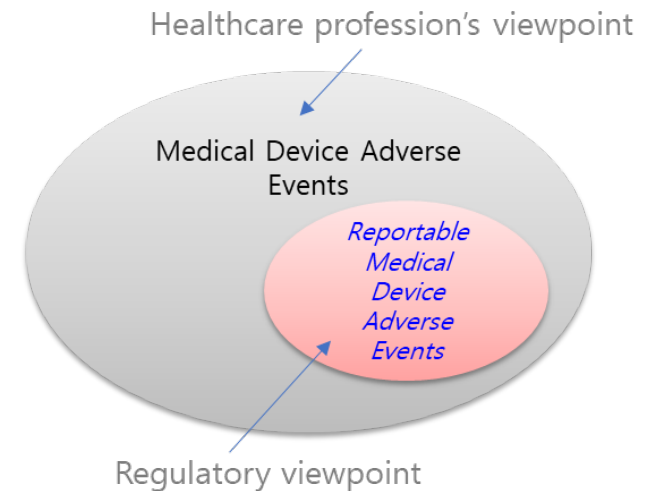 Healthcare profession's viewpoint
Medical Device Adverse
Events
Reportable
Medical
Device
Adverse
Events
Regulatory viewpoint